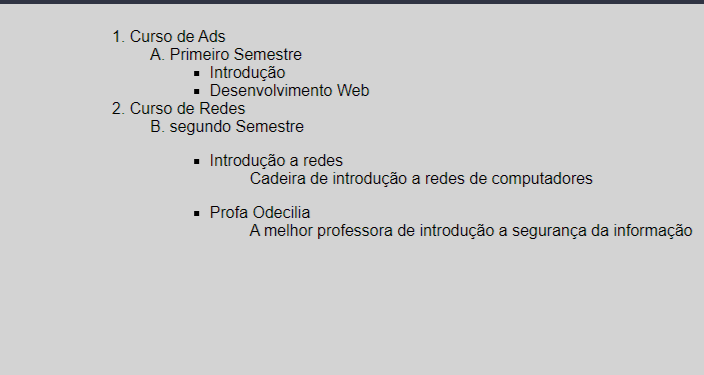 1. Curso de Ads
A. Primeiro Semestre
▪ Introdução
▪ Desenvolvimento Web
2. Curso de Redes
B. segundo Semestre
▪ Introdução a redes
Cadeira de introdução a redes de computadores
▪ Profa Odecilia
A melhor professora de introdução a segurança da informação